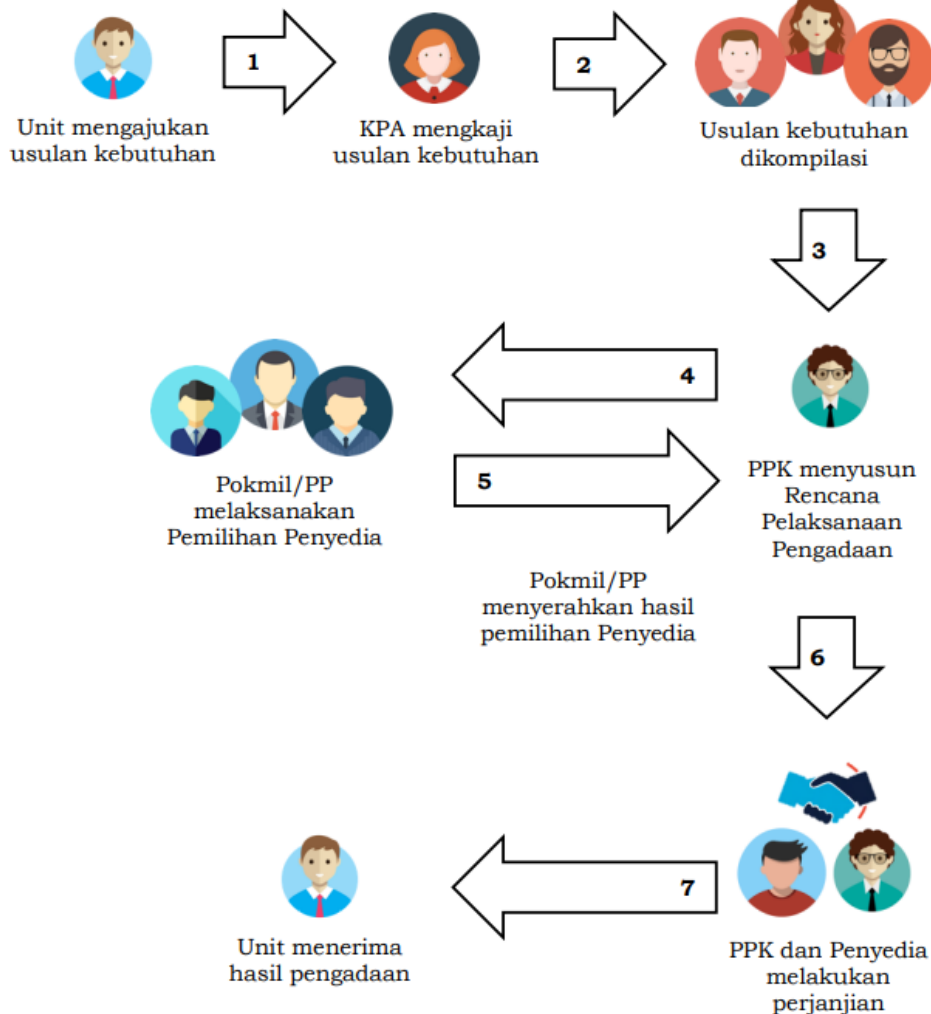 1
2
Unit mengajukan
usulan kebutuhan
KPA mengkaji
usulan kebutuhan
Usulan kebutuhan
dikompilasi
3
4
Pokmil/PP
melaksanakan
Pemilihan Penyedia
5
PPK menyusun
Rencana
Pelaksanaan
Pengadaan
Pokmil/PP
menyerahkan hasil
pemilihan Penyedia
6
7
Unit menerima
hasil pengadaan
PPK dan Penyedia
melakukan
perjanjian